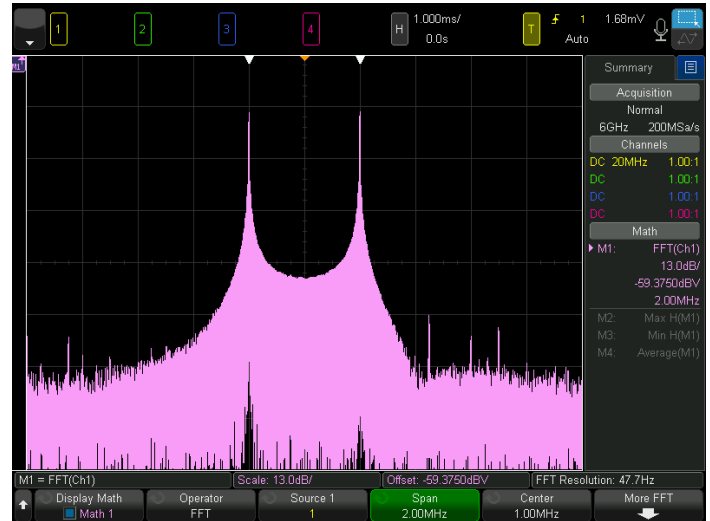 1 2 3 4 H 1.000ms/ 0.0s T 1 Auto 1.68mV
M1
Summary
Acquisition
Normal
6GHz 200MSa/s
Channels
DC 20MHz 1.00:1
DC 1.00:1
DC 1.00:1
DC 1.00:1
Math
M1: FFT(Ch1)
13.0dB/
-59.3750dBV
2.00MHz
M2: Max H(M1)
M3: Min H(M1)
M4: Average(M1)
M1 = FFT(Ch1) Scale: 13.0dB/ Offset: -59.3750dBV FFT Resolution: 47.7Hz
Display Math Operator Source 1 Span Center More FFT
Math 1 FFT 1 2.00MHz 1.00MHz